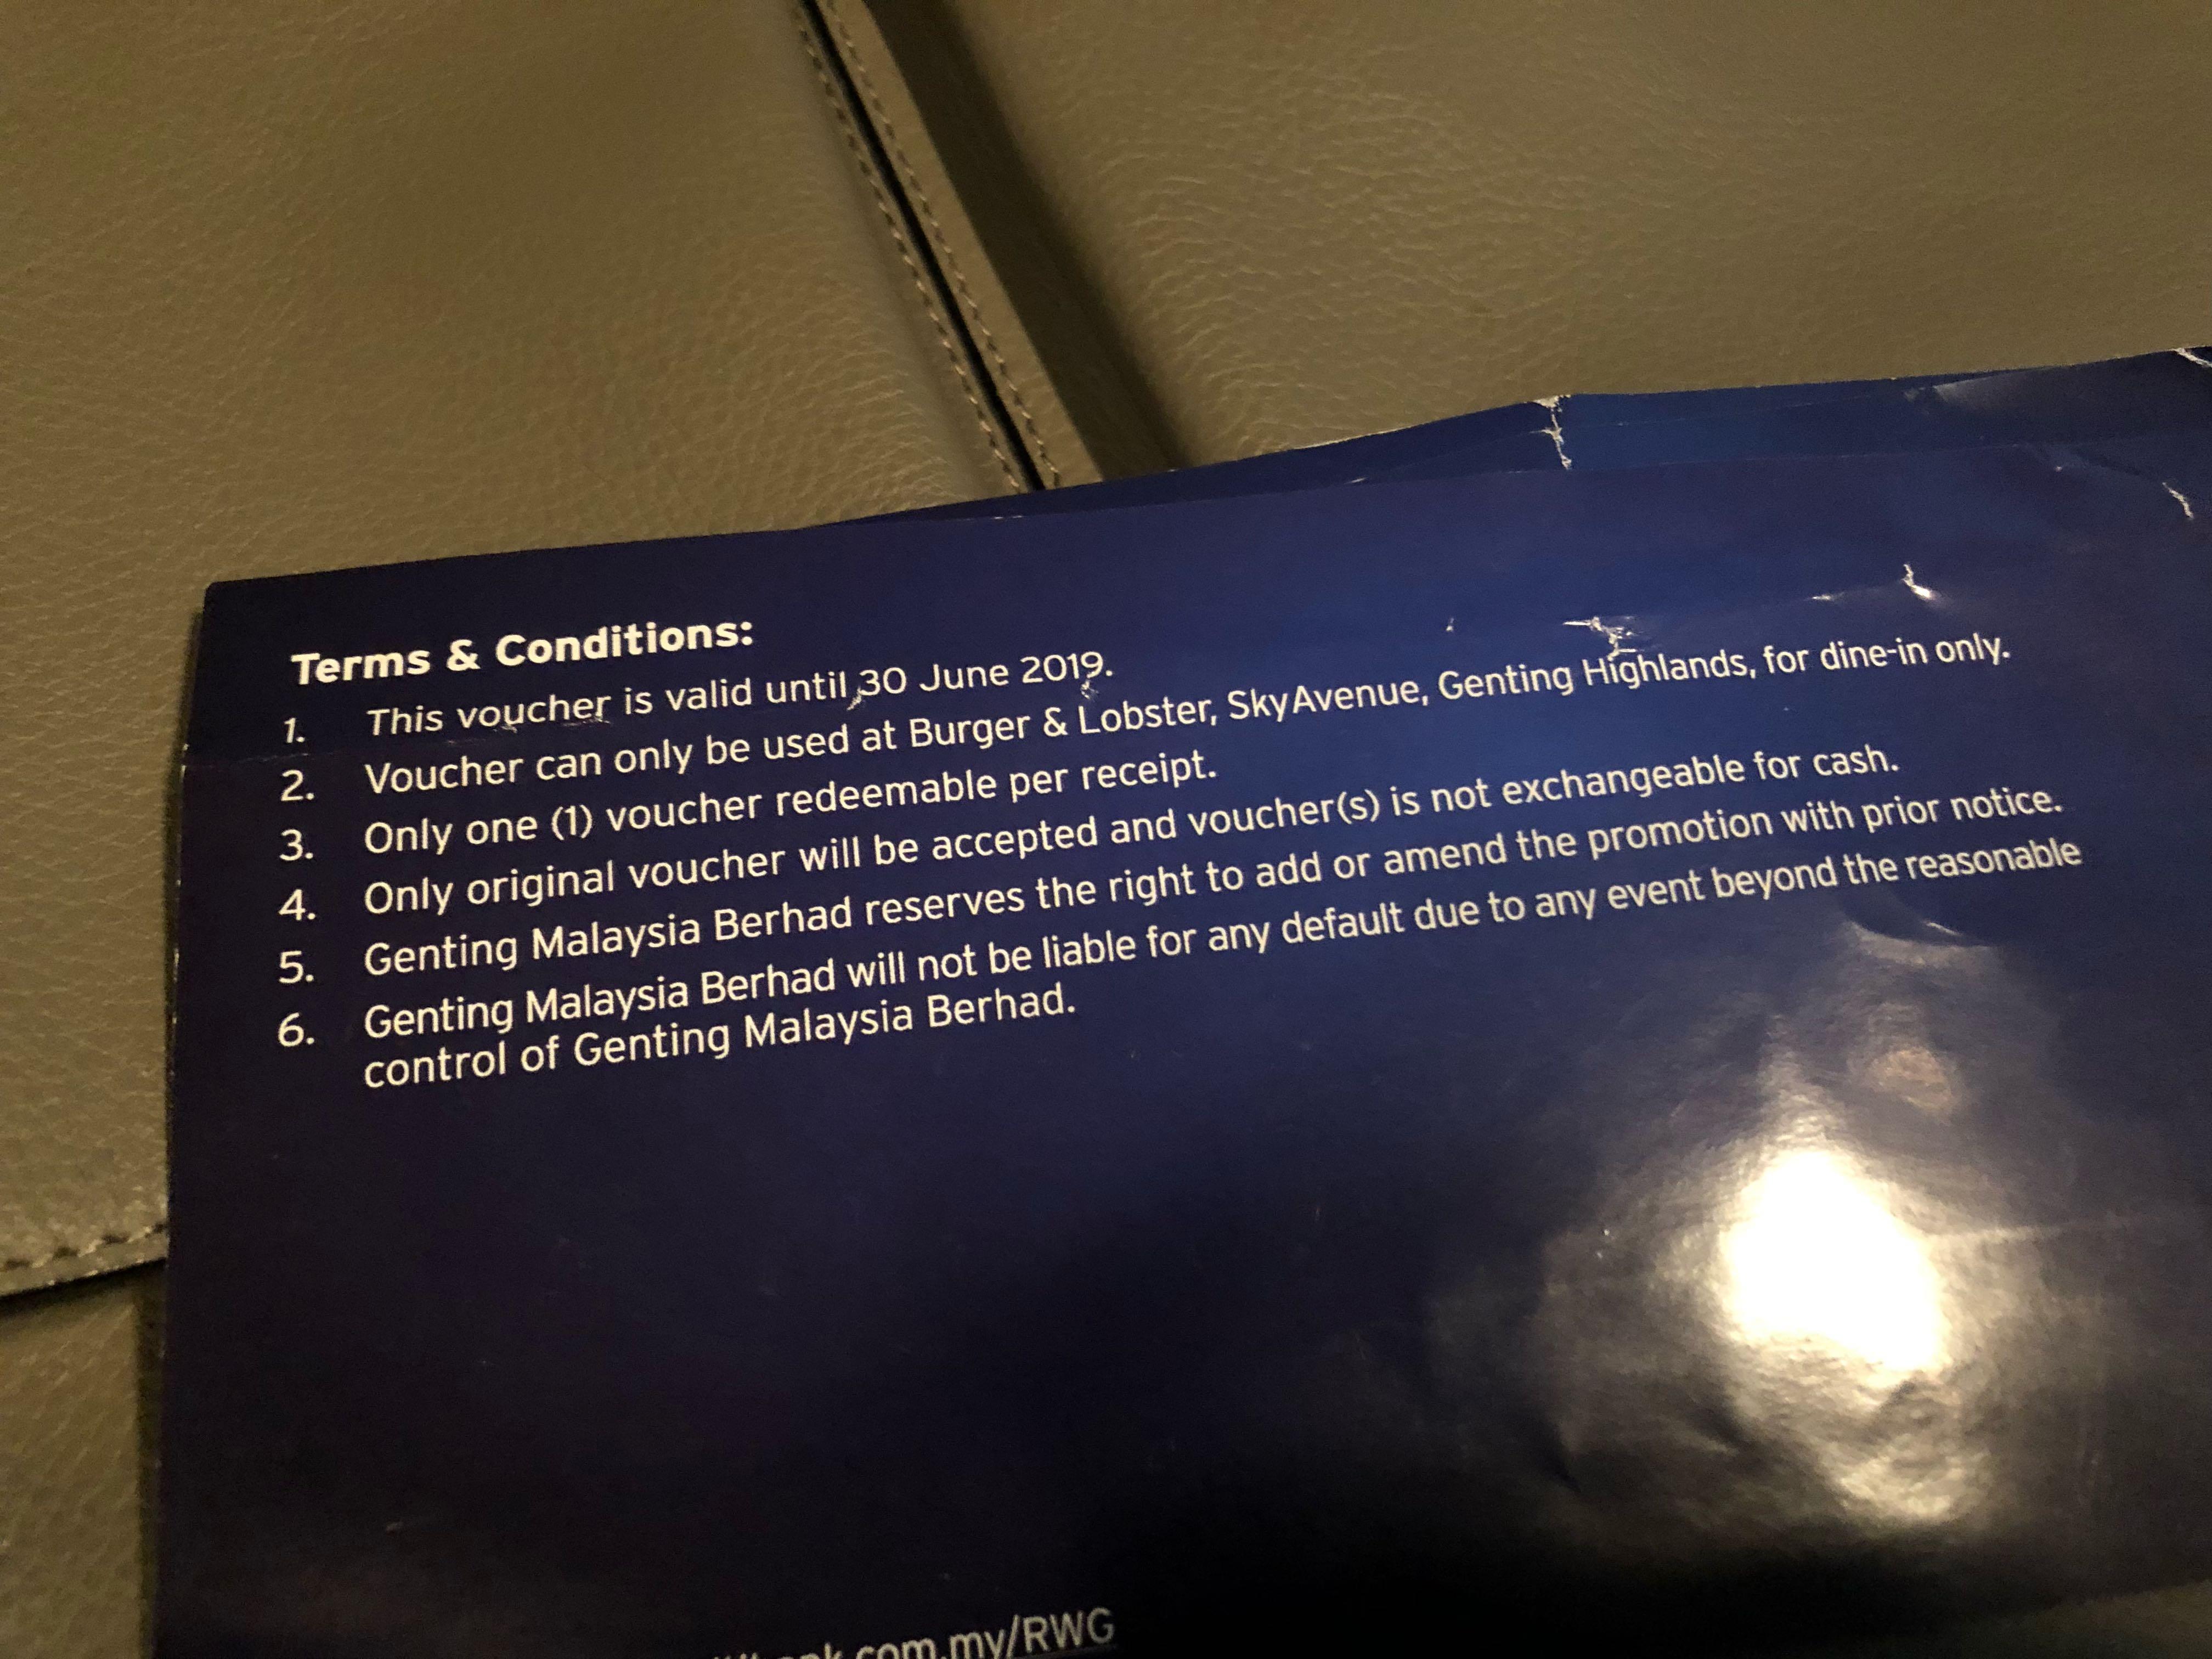 Terms & Conditions:
1. This voucher is valid until 30 June 2019.
2. Voucher can only be used at Burger & Lobster, SkyAvenue, Genting Highlands, for dine-in only.
3. Only one (1) voucher redeemable per receipt.
4. Only original voucher will be accepted and voucher(s) is not exchangeable for cash.
5. Genting Malaysia Berhad reserves the right to add or amend the promotion with prior notice.
6. Genting Malaysia Berhad will not be liable for any default due to any event beyond the reasonable
control of Genting Malaysia Berhad.
.com.my/RWG